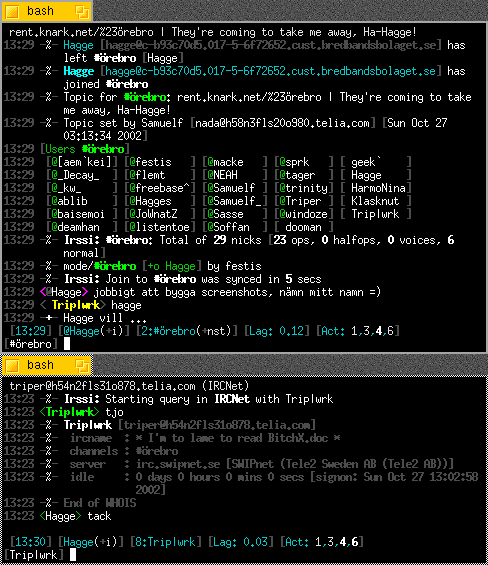 bash
rent.knark.net/%23örebro | They're coming to take me away, Ha-Hagge!
13:29 -%- Hagge [hagge@c-b93c70d5.017-5-6f72652.cust.bredbandsbolaget.se] has
left #örebro [Hagge]
13:29 -%- Hagge [hagge@c-b93c70d5.017-5-6f72652.cust.bredbandsbolaget.se] has
joined #örebro
13:29 -%- Topic for #örebro: rent.knark.net/%23örebro | They're coming to take
me away, Ha-Hagge!
13:29 -%- Topic set by Samuelf [nada@h58n3fls20o980.telia.com] [Sun Oct 27
03:13:34 2002]
13:29 [Users #örebro]
13:29 [@[aem`kei]] [@festis   ] [@macke   ] [@sprk   ] [ geek`    ]
13:29 [@_Decay_  ] [@flemt    ] [@NEAH    ] [@tager  ] [ Hagge    ]
13:29 [@_kw_     ] [@freebase^] [@Samuelf ] [@trinity] [ HarmoNina]
13:29 [@ablib    ] [@Hagges   ] [@Samuelf_] [@Triper ] [ Klasknut ]
13:29 [@baisemoi ] [@JoWnatZ  ] [@Sasse   ] [@windoze] [ Triplwrk ]
13:29 [@deamhan  ] [@listentoe] [@Soffan  ] [ dooman ]
13:29 -%- Irssi: #örebro: Total of 29 nicks [23 ops, 0 halfops, 0 voices, 6
normal]
13:29 -%- mode/#örebro [+o Hagge] by festis
13:29 -%- Irssi: Join to #örebro was synced in 5 secs
13:29 <@Hagge> jobbigt att bygga screenshots, nämn mitt namn =)
13:29 < Triplwrk> hagge
13:29 -+- Hagge vill ...
[13:29] [@Hagge(+i)] [2:#örebro(+nst)] [Lag: 0.12] [Act: 1,3,4,6]
[#örebro]
bash
triper@h54n2fls31o878.telia.com (IRCNet)
13:23 -%- Irssi: Starting query in IRCNet with Triplwrk
13:23 <Triplwrk> tjo
13:23 -%- Triplwrk [triper@h54n2fls31o878.telia.com]
13:23 -%-  ircname  : * I'm to lame to read BitchX.doc *
13:23 -%-  channels : #örebro
13:23 -%-  server   : irc.swipnet.se [SWIPnet (Tele2 Sweden AB (Tele2 AB))]
13:23 -%-  idle     : 0 days 0 hours 0 mins 0 secs [signon: Sun Oct 27 13:02:58
2002]
13:23 -%- End of WHOIS
13:23 <Hagge> tack
[13:30] [Hagge(+i)] [8:Triplwrk] [Lag: 0.03] [Act: 1,3,4,6]
[Triplwrk]